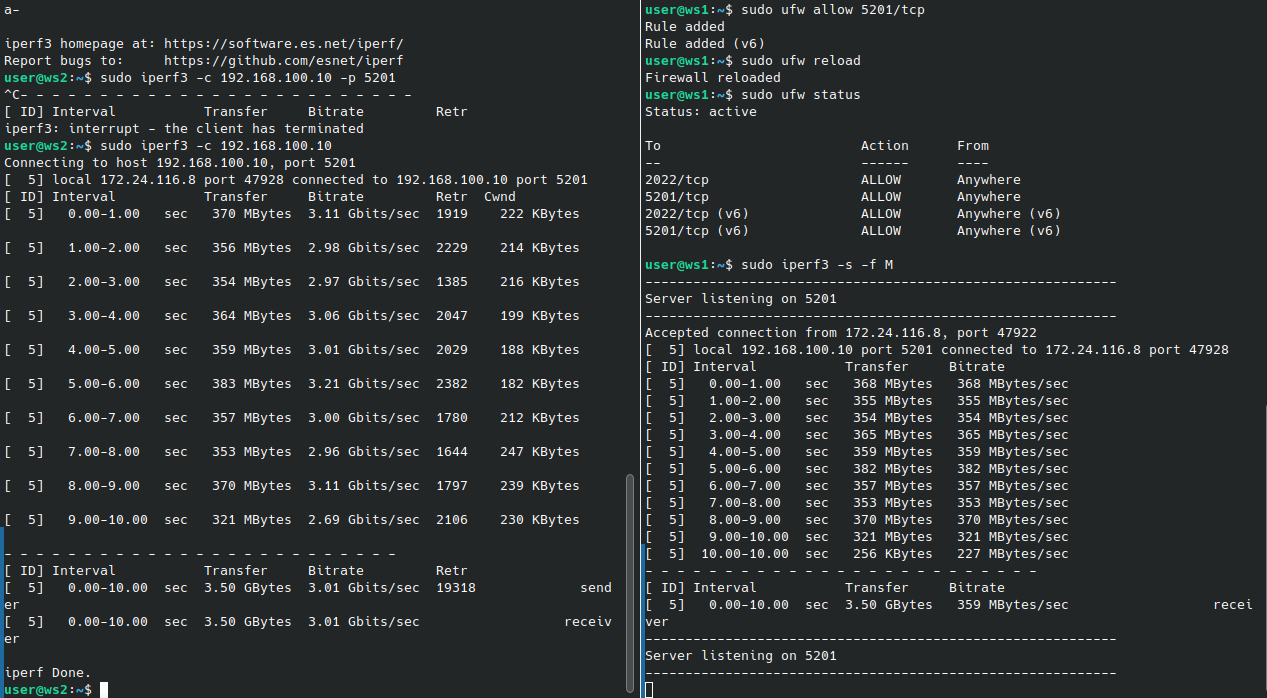 a-
iperf3 homepage at: https://software.es.net/iperf/
Report bugs to:     https://github.com/esnet/iperf
user@ws2:~$ sudo iperf3 -c 192.168.100.10 -p 5201
^C- - - - - - - - - - - - - - - - - - - - - - - - -
[ ID] Interval           Transfer     Bitrate         Retr
iperf3: interrupt - the client has terminated
user@ws2:~$ sudo iperf3 -c 192.168.100.10
Connecting to host 192.168.100.10, port 5201
[  5] local 172.24.116.8 port 47928 connected to 192.168.100.10 port 5201
[ ID] Interval           Transfer     Bitrate         Retr  Cwnd
[  5]   0.00-1.00   sec   370 MBytes  3.11 Gbits/sec  1919    222 KBytes
[  5]   1.00-2.00   sec   356 MBytes  2.98 Gbits/sec  2229    214 KBytes
[  5]   2.00-3.00   sec   354 MBytes  2.97 Gbits/sec  1385    216 KBytes
[  5]   3.00-4.00   sec   364 MBytes  3.06 Gbits/sec  2047    199 KBytes
[  5]   4.00-5.00   sec   359 MBytes  3.01 Gbits/sec  2029    188 KBytes
[  5]   5.00-6.00   sec   383 MBytes  3.21 Gbits/sec  2382    182 KBytes
[  5]   6.00-7.00   sec   357 MBytes  3.00 Gbits/sec  1780    212 KBytes
[  5]   7.00-8.00   sec   353 MBytes  2.96 Gbits/sec  1644    247 KBytes
[  5]   8.00-9.00   sec   370 MBytes  3.11 Gbits/sec  1797    239 KBytes
[  5]   9.00-10.00  sec   321 MBytes  2.69 Gbits/sec  2106    230 KBytes
- - - - - - - - - - - - - - - - - - - - - - - - -
[ ID] Interval           Transfer     Bitrate         Retr
[  5]   0.00-10.00  sec  3.50 GBytes  3.01 Gbits/sec  19318             send
er
[  5]   0.00-10.00  sec  3.50 GBytes  3.01 Gbits/sec                  receiv
er
iperf Done.
user@ws2:~$
user@ws1:~$ sudo ufw allow 5201/tcp
Rule added
Rule added (v6)
user@ws1:~$ sudo ufw reload
Firewall reloaded
user@ws1:~$ sudo ufw status
Status: active
To                         Action      From
--                         ------      ----
2022/tcp                   ALLOW       Anywhere
5201/tcp                   ALLOW       Anywhere
2022/tcp (v6)              ALLOW       Anywhere (v6)
5201/tcp (v6)              ALLOW       Anywhere (v6)
user@ws1:~$ sudo iperf3 -s -f M
-----------------------------------------------------------
Server listening on 5201
-----------------------------------------------------------
Accepted connection from 172.24.116.8, port 47922
[  5] local 192.168.100.10 port 5201 connected to 172.24.116.8 port 47928
[ ID] Interval           Transfer     Bitrate
[  5]   0.00-1.00   sec   368 MBytes   368 MBytes/sec
[  5]   1.00-2.00   sec   355 MBytes   355 MBytes/sec
[  5]   2.00-3.00   sec   354 MBytes   354 MBytes/sec
[  5]   3.00-4.00   sec   365 MBytes   365 MBytes/sec
[  5]   4.00-5.00   sec   359 MBytes   359 MBytes/sec
[  5]   5.00-6.00   sec   382 MBytes   382 MBytes/sec
[  5]   6.00-7.00   sec   357 MBytes   357 MBytes/sec
[  5]   7.00-8.00   sec   353 MBytes   353 MBytes/sec
[  5]   8.00-9.00   sec   370 MBytes   370 MBytes/sec
[  5]   9.00-10.00  sec   321 MBytes   321 MBytes/sec
[  5]  10.00-10.00  sec   256 KBytes   227 MBytes/sec
- - - - - - - - - - - - - - - - - - - - - - - - -
[ ID] Interval           Transfer     Bitrate
[  5]   0.00-10.00  sec  3.50 GBytes   359 MBytes/sec                  recei
ver
-----------------------------------------------------------
Server listening on 5201
-----------------------------------------------------------